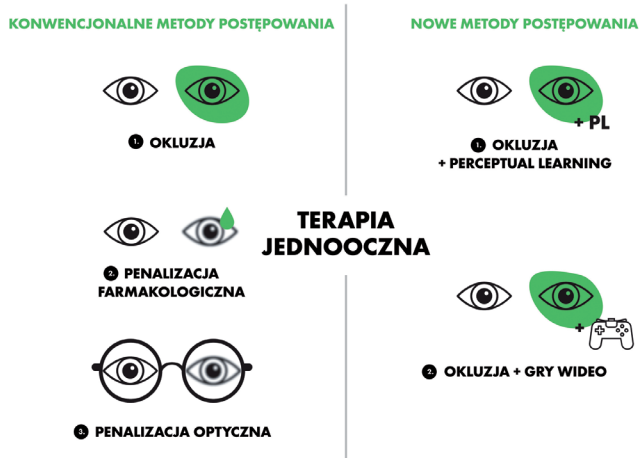 KONWENCJONALNE METODY POSTĘPOWANIA
1. OKLUZJA
2. PENALIZACJA
FARMAKOLOGICZNA
3. PENALIZACJA OPTYCZNA
TERAPIA
JEDNOOCZNA
NOWE METODY POSTĘPOWANIA
+ PL
1. OKLUZJA
+ PERCEPTUAL LEARNING
+
2. OKLUZJA + GRY WIDEO